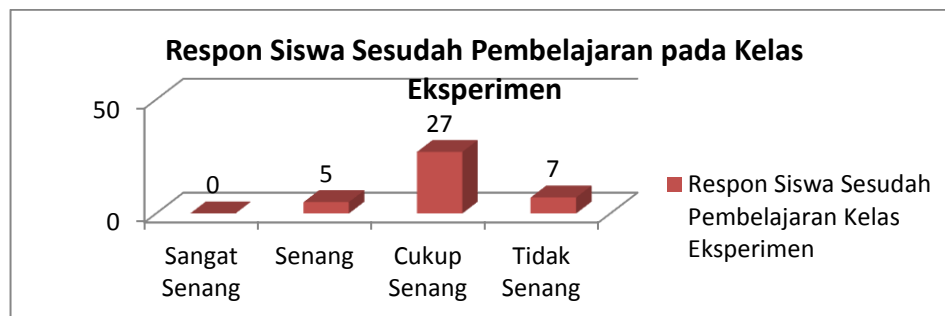 Respon Siswa Sesudah Pembelajaran pada Kelas
Eksperimen
50
0
0
5
27
7
Sangat
Senang
Senang
Cukup
Senang
Tidak
Senang
Respon Siswa Sesudah
Pembelajaran Kelas
Eksperimen